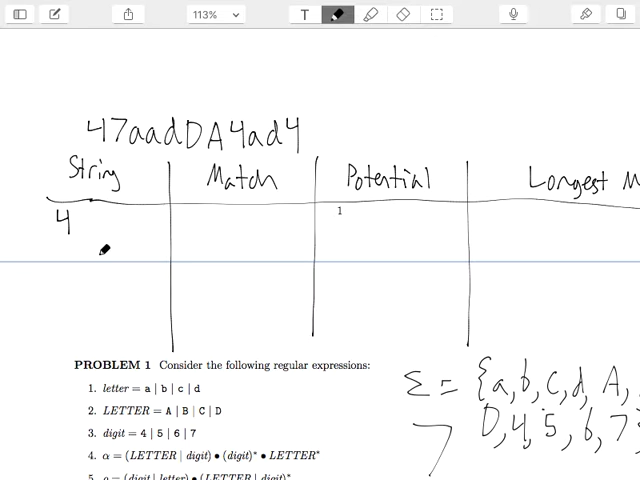 113%
T
47aadDA4ad4
String Match Potential Longest M
4
1
PROBLEM 1 Consider the following regular expressions:
1. letter = a | b | c | d
2. LETTER = A | B | C | D
3. digit = 4 | 5 | 6 | 7
4. α = (LETTER | digit) • (digit)* • LETTER*
Σ = {a, b, c, d, A,
D, 4, 5, 6, 7}